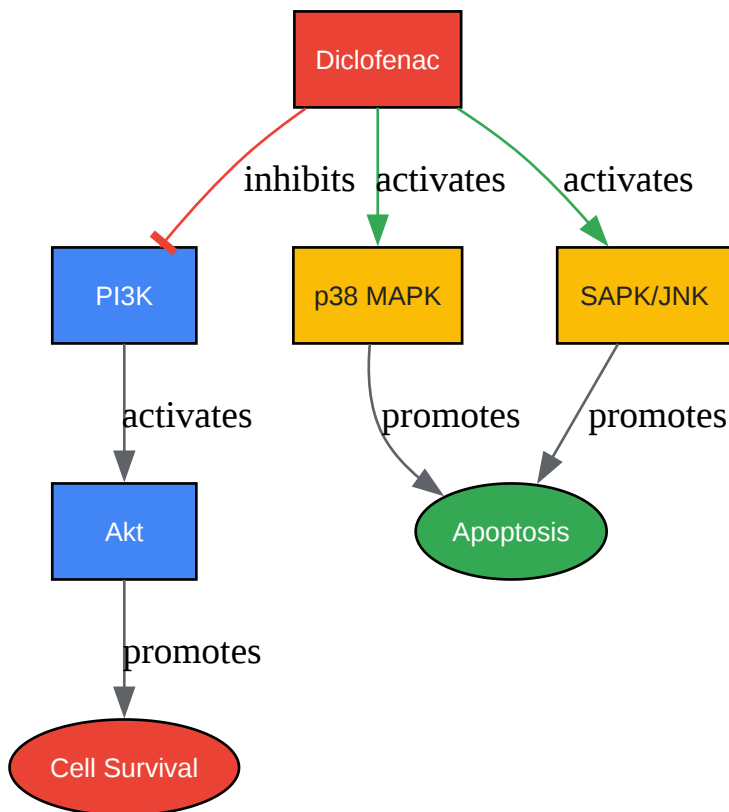 Diclofenac
inhibits
activates
activates
PI3K
p38 MAPK
SAPK/JNK
activates
promotes
promotes
Akt
Apoptosis
promotes
Cell Survival